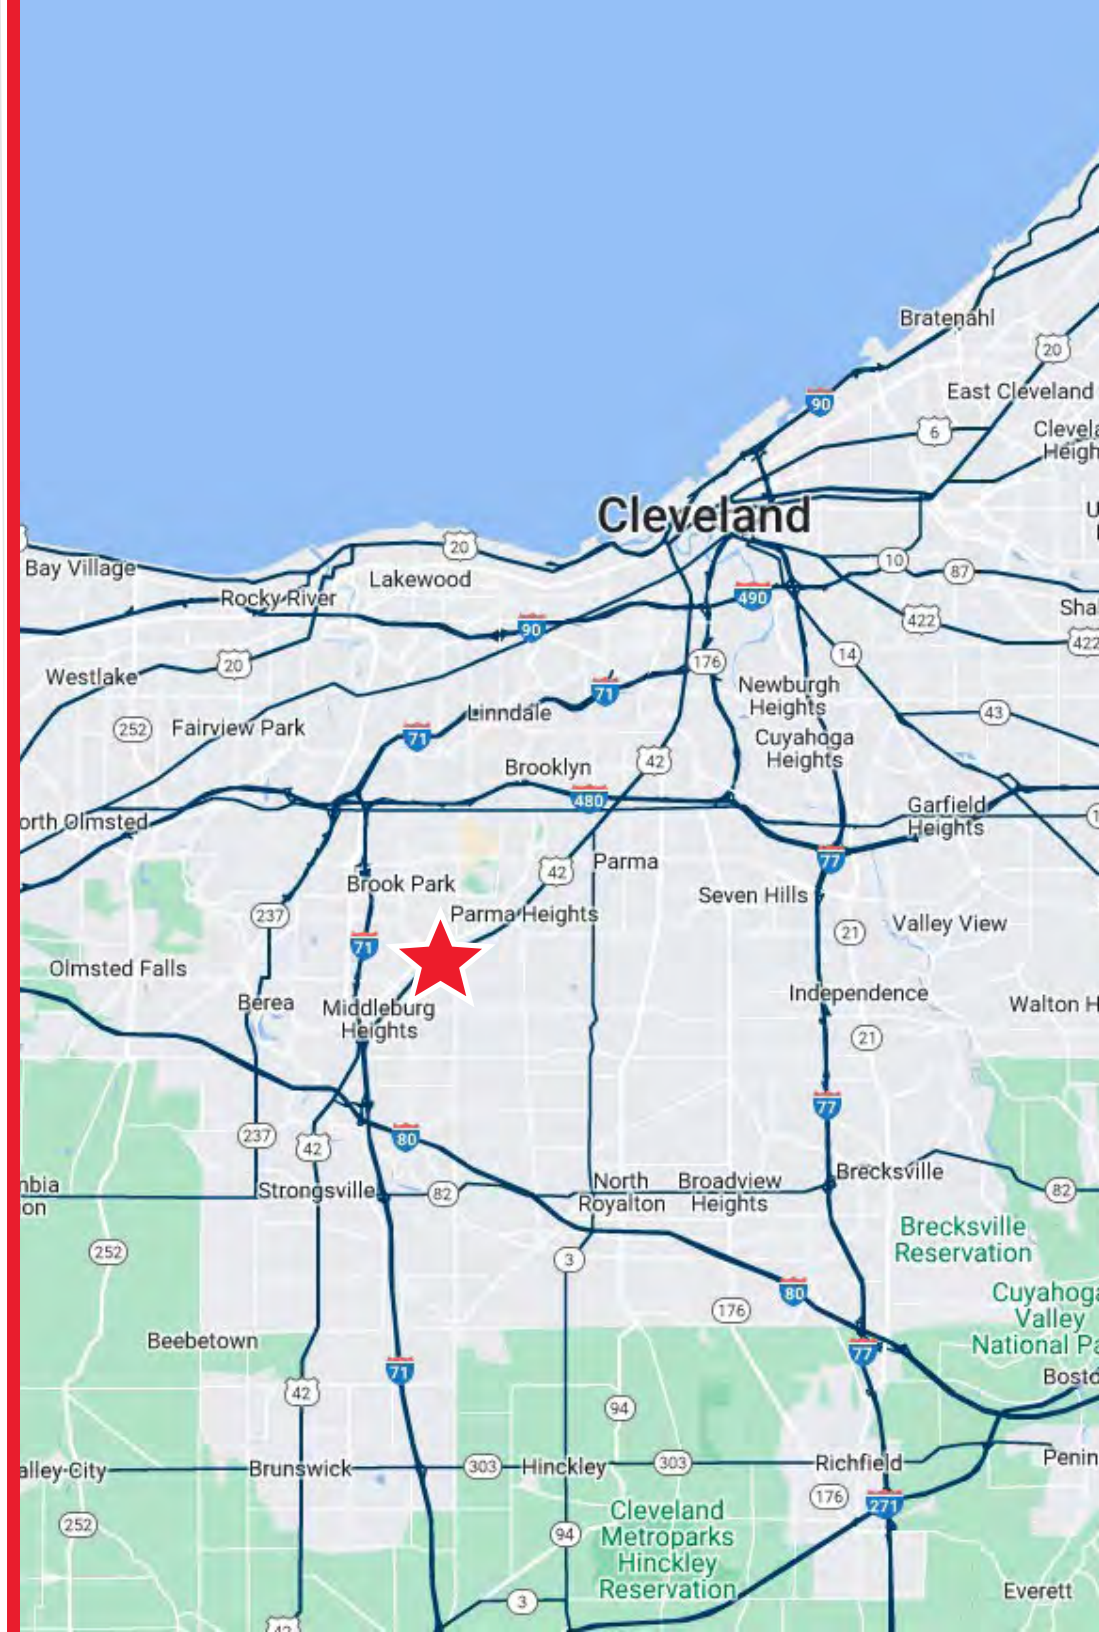 Bratenahl
20
East Cleveland
90
6
Clevela
Heigh
Cleveland
U
20
Bay Village
Lakewood
10
87
Rocky River
490
90
422
Shal
422
20
176
14
Westlake
71
Newburgh
Heights
252
Fairview Park
Linndale
43
71
Cuyahoga
Heights
42
Brooklyn
480
orth Olmsted
Garfield
Heights
1
77
Parma
42
Brook Park
Seven Hills
237
Parma Heights
21
Valley View
71
Olmsted Falls
Berea
Middleburg
Heights
Independence
Walton H
21
77
237
42
80
nbia
on
Strongsville
82
North
Royalton
Broadview
Heights
Brecksville
82
Brecksville
Reservation
252
3
80
176
Cuyahoga
Valley
National Pa
Beebetown
77
71
Bosto
42
94
alley City
Brunswick
303
Hinckley
303
Richfield
Penin
176
271
252
94
Cleveland
Metroparks
Hinckley
Reservation
3
Everett
42